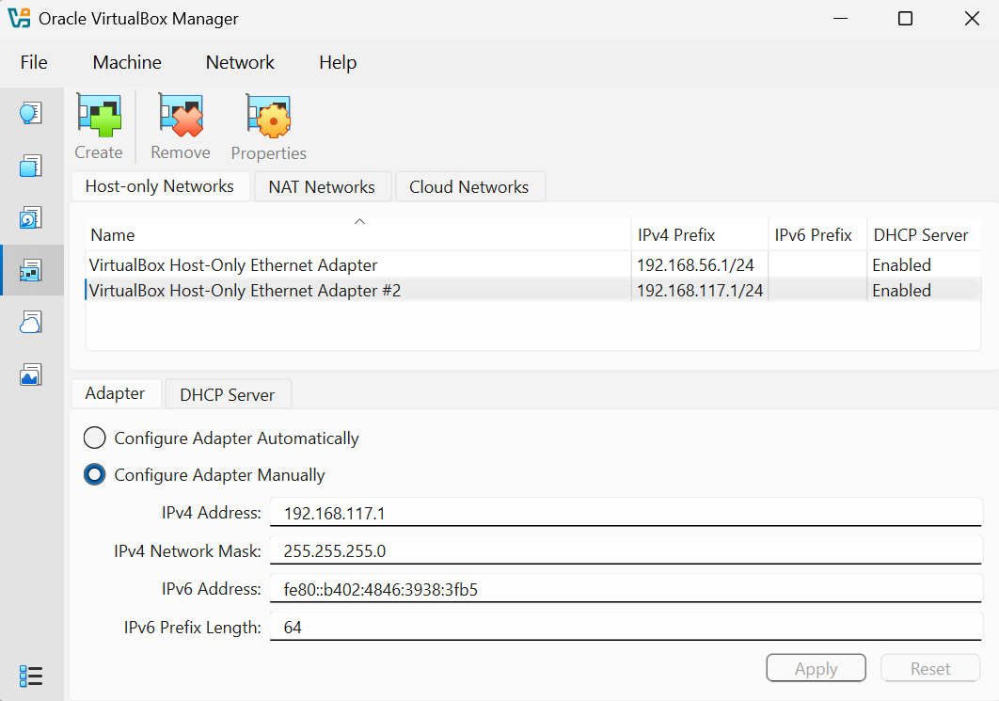 Oracle VirtualBox Manager
File Machine Network Help
Create Remove Properties
Host-only Networks NAT Networks Cloud Networks
Name IPv4 Prefix IPv6 Prefix DHCP Server
VirtualBox Host-Only Ethernet Adapter 192.168.56.1/24 Enabled
VirtualBox Host-Only Ethernet Adapter #2 192.168.117.1/24 Enabled
Adapter DHCP Server
Configure Adapter Automatically
Configure Adapter Manually
IPv4 Address: 192.168.117.1
IPv4 Network Mask: 255.255.255.0
IPv6 Address: fe80::b402:4846:3938:3fb5
IPv6 Prefix Length: 64
Apply Reset